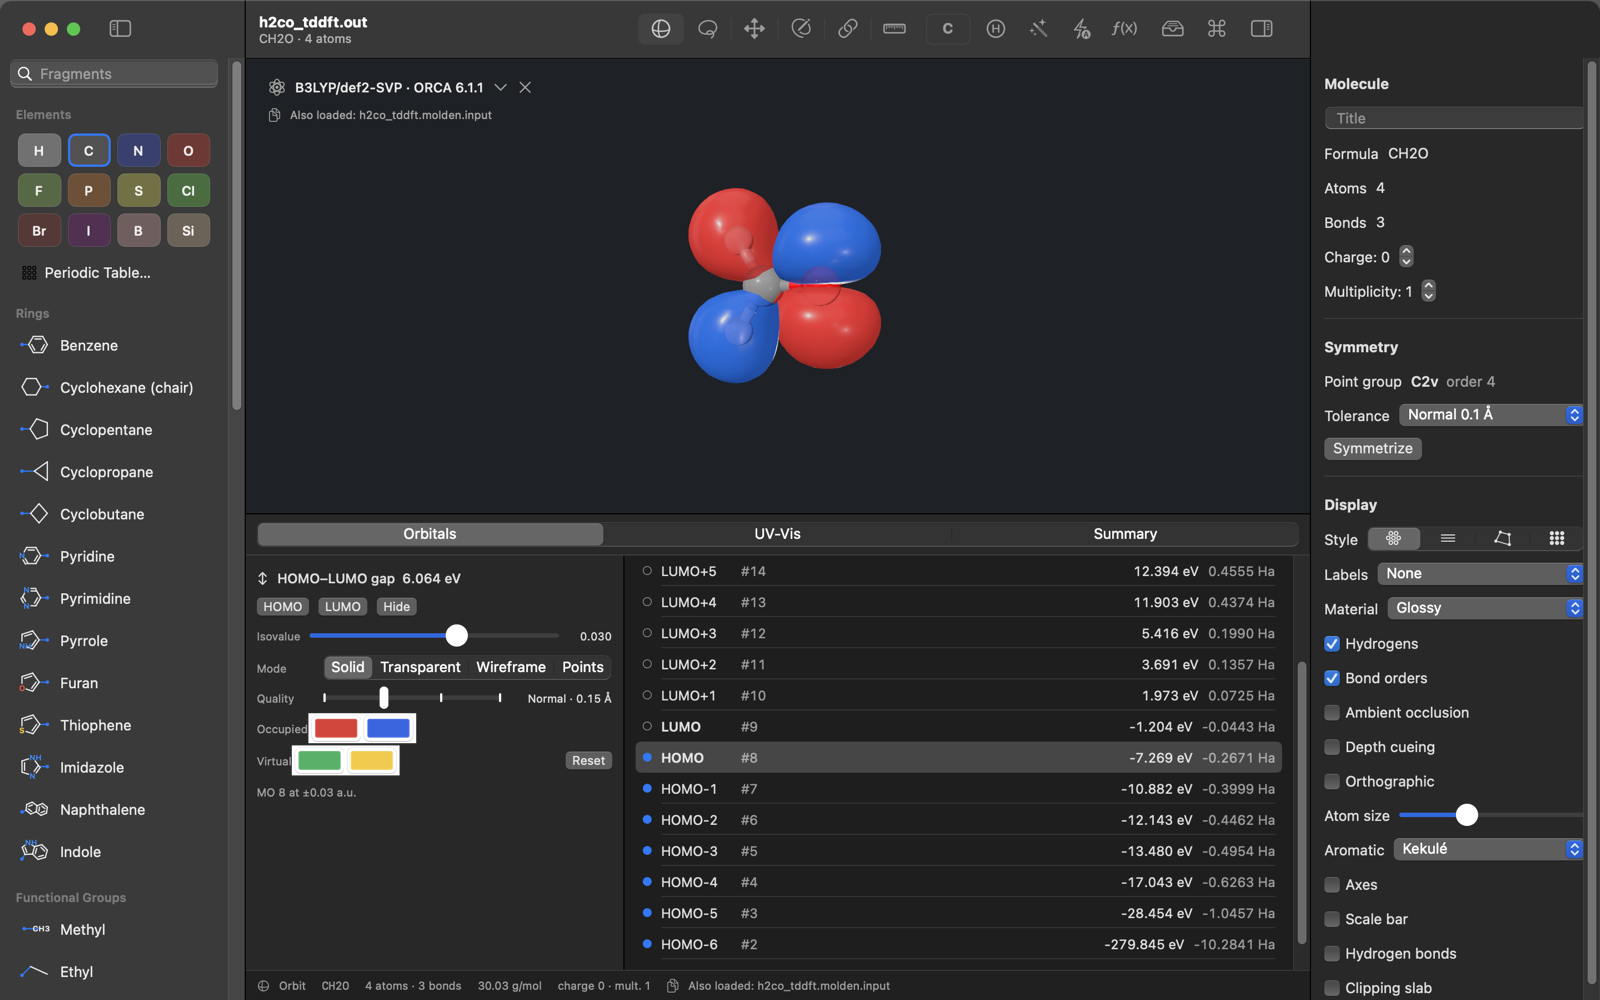 h2co_tddft.out
CH2O · 4 atoms
C
H
f(x)
Fragments
Elements
H C N O
F P S Cl
Br I B Si
Periodic Table...
Rings
Benzene
Cyclohexane (chair)
Cyclopentane
Cyclopropane
Cyclobutane
N Pyridine
N N Pyrimidine
NH Pyrrole
O Furan
S Thiophene
NH N Imidazole
Naphthalene
NH Indole
Functional Groups
CH3 Methyl
Ethyl
B3LYP/def2-SVP · ORCA 6.1.1
Also loaded: h2co_tddft.molden.input
Orbitals UV-Vis Summary
HOMO–LUMO gap 6.064 eV
HOMO LUMO Hide
Isovalue 0.030
Mode Solid Transparent Wireframe Points
Quality Normal · 0.15 Å
Occupied
Virtual Reset
MO 8 at ±0.03 a.u.
LUMO+5 #14 12.394 eV 0.4555 Ha
LUMO+4 #13 11.903 eV 0.4374 Ha
LUMO+3 #12 5.416 eV 0.1990 Ha
LUMO+2 #11 3.691 eV 0.1357 Ha
LUMO+1 #10 1.973 eV 0.0725 Ha
LUMO #9 -1.204 eV -0.0443 Ha
HOMO #8 -7.269 eV -0.2671 Ha
HOMO-1 #7 -10.882 eV -0.3999 Ha
HOMO-2 #6 -12.143 eV -0.4462 Ha
HOMO-3 #5 -13.480 eV -0.4954 Ha
HOMO-4 #4 -17.043 eV -0.6263 Ha
HOMO-5 #3 -28.454 eV -1.0457 Ha
HOMO-6 #2 -279.845 eV -10.2841 Ha
Orbit CH2O 4 atoms · 3 bonds 30.03 g/mol charge 0 · mult. 1 Also loaded: h2co_tddft.molden.input
Molecule
Title
Formula CH2O
Atoms 4
Bonds 3
Charge: 0
Multiplicity: 1
Symmetry
Point group C2v order 4
Tolerance Normal 0.1 Å
Symmetrize
Display
Style
Labels None
Material Glossy
Hydrogens
Bond orders
Ambient occlusion
Depth cueing
Orthographic
Atom size
Aromatic Kekulé
Axes
Scale bar
Hydrogen bonds
Clipping slab